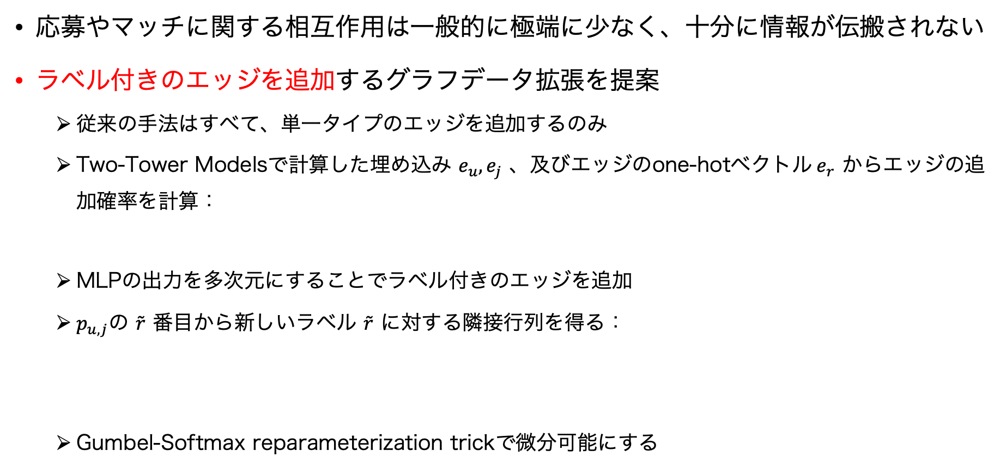 • 応募やマッチに関する相互作用は一般的に極端に少なく、十分に情報が伝搬されない
• ラベル付きのエッジを追加するグラフデータ拡張を提案
➢ 従来の手法はすべて、単一タイプのエッジを追加するのみ
➢ Two-Tower Modelsで計算した埋め込み e_u, e_j 、及びエッジのone-hotベクトル e_r からエッジの追
加確率を計算：
➢ MLPの出力を多次元にすることでラベル付きのエッジを追加
➢ p_{u,j}の r̃ 番目から新しいラベル r̃ に対する隣接行列を得る：
➢ Gumbel-Softmax reparameterization trickで微分可能にする